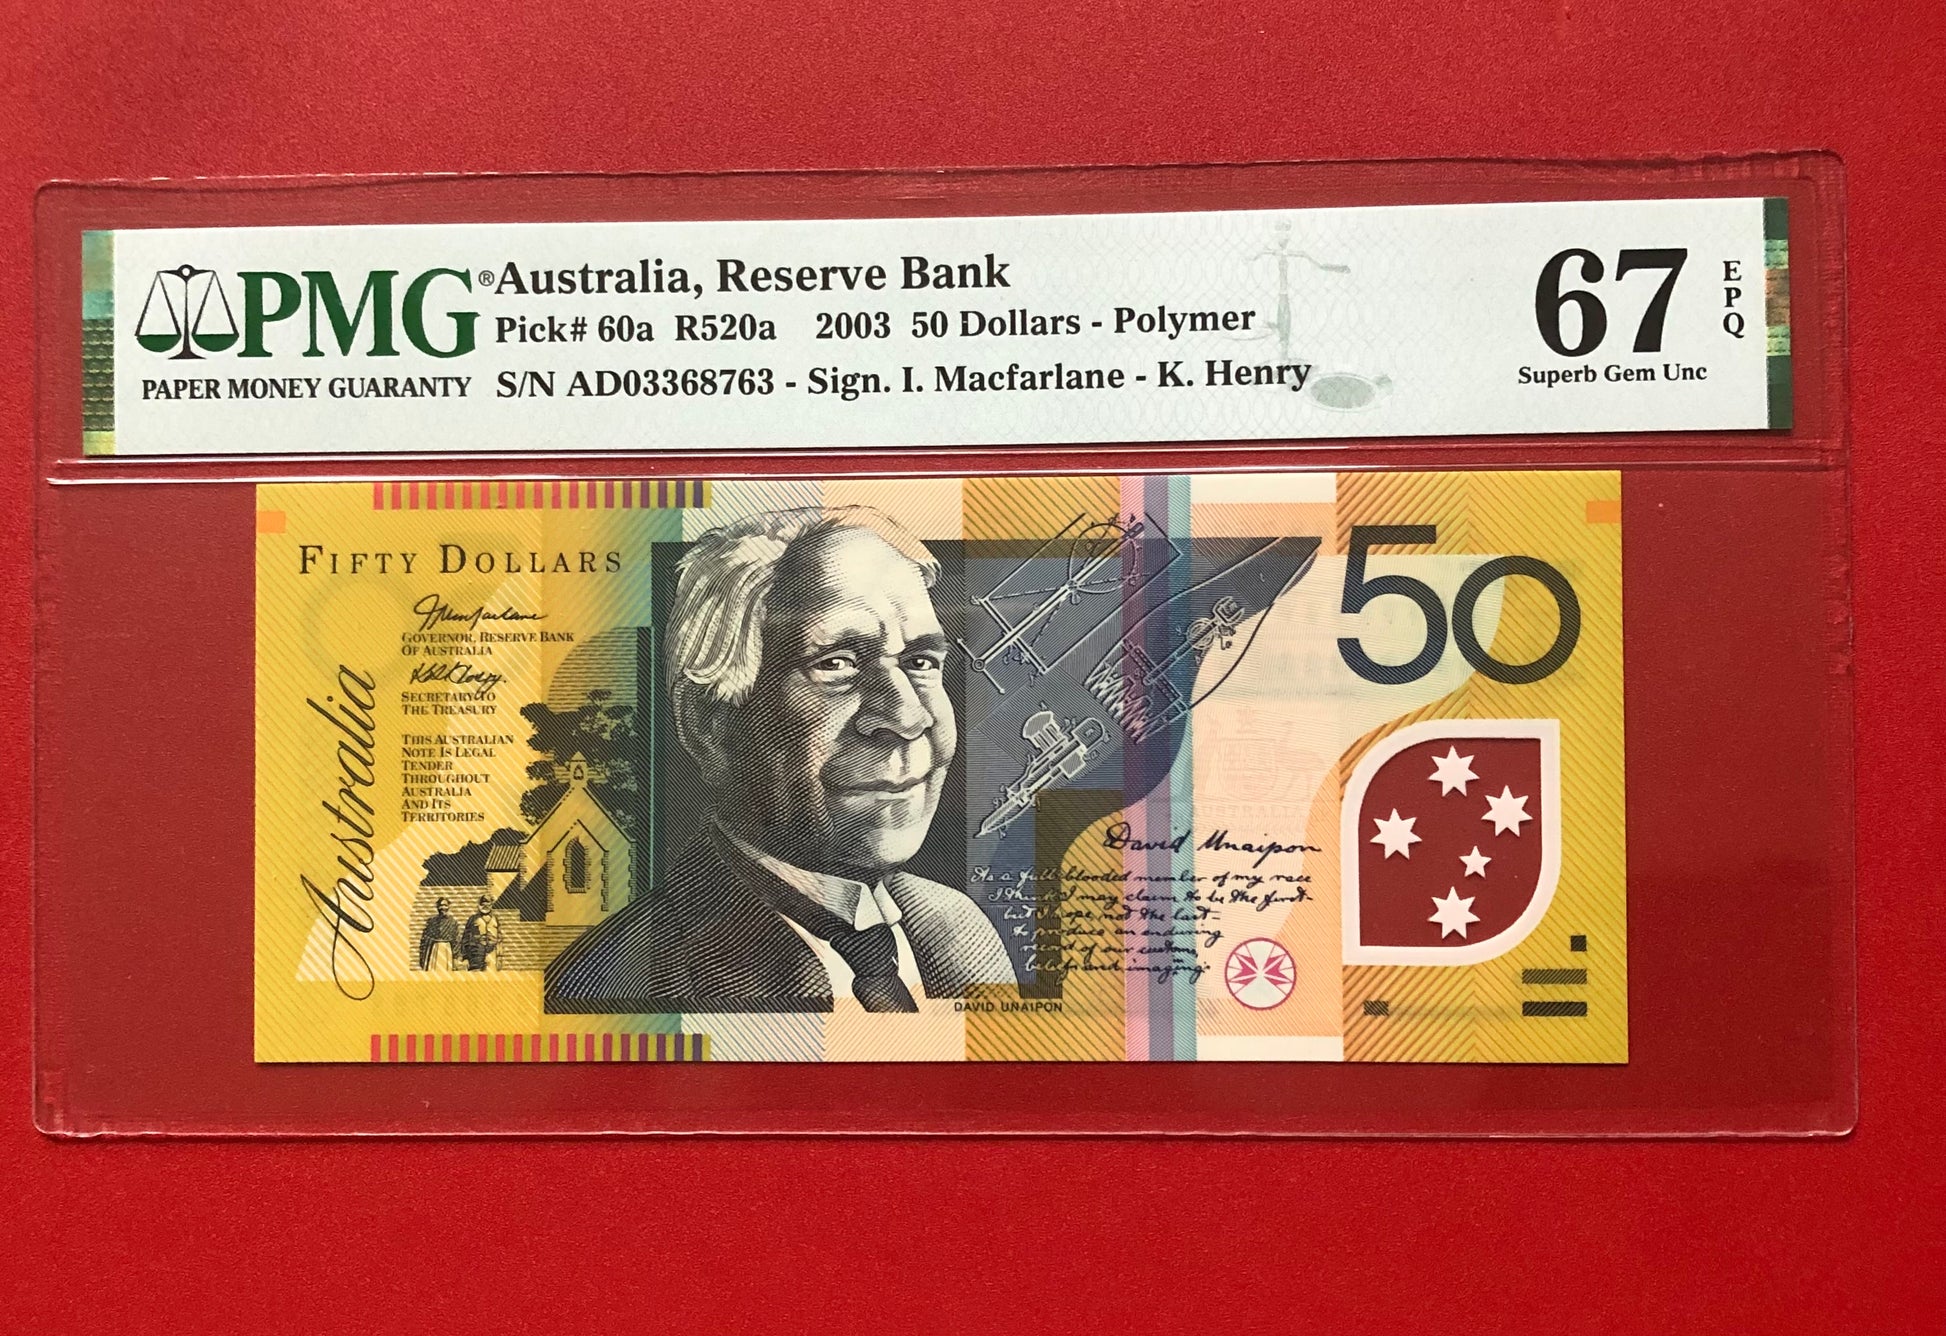 PMG®
PAPER MONEY GUARANTY
Australia, Reserve Bank
Pick# 60a R520a 2003 50 Dollars - Polymer
S/N AD03368763 - Sign. I. Macfarlane - K. Henry
67
EPQ
Superb Gem Unc
FIFTY DOLLARS
GOVERNOR, RESERVE BANK
OF AUSTRALIA
SECRETARY TO
THE TREASURY
THIS AUSTRALIAN
NOTE IS LEGAL
TENDER
THROUGHOUT
AUSTRALIA
AND ITS
TERRITORIES
Australia
50
David Unaipon
As a full-blooded member of my race
I think I may claim to be the first-
but I hope, not the last-
to produce an enduring
record of our customs,
beliefs and imaginings.
DAVID UNAIPON